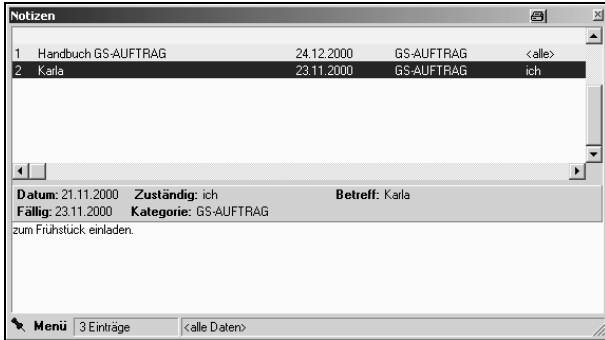 Notizen
1 Handbuch GS-AUFTRAG 24.12.2000 GS-AUFTRAG <alle>
2 Karla 23.11.2000 GS-AUFTRAG ich
Datum: 21.11.2000 Zuständig: ich Betreff: Karla
Fällig: 23.11.2000 Kategorie: GS-AUFTRAG
zum Frühstück einladen.
Menü 3 Einträge <alle Daten>